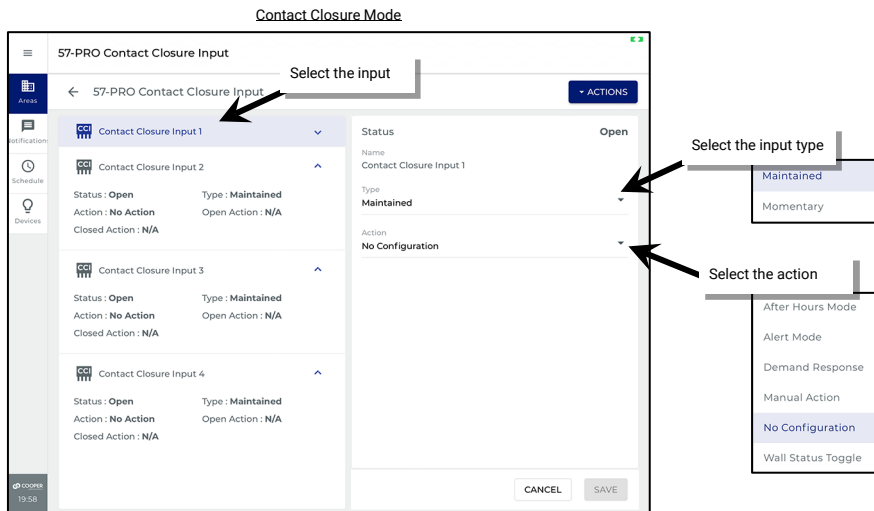 Contact Closure Mode
57-PRO Contact Closure Input
Select the input
57-PRO Contact Closure Input
ACTIONS
Areas
Notifications
Schedule
Devices
COOPER
19:58
CCI Contact Closure Input 1
CCI Contact Closure Input 2
Status : Open Type : Maintained
Action : No Action Open Action : N/A
Closed Action : N/A
CCI Contact Closure Input 3
Status : Open Type : Maintained
Action : No Action Open Action : N/A
Closed Action : N/A
CCI Contact Closure Input 4
Status : Open Type : Maintained
Action : No Action Open Action : N/A
Closed Action : N/A
Status Open
Name
Contact Closure Input 1
Type
Maintained
Action
No Configuration
CANCEL SAVE
Select the input type
Maintained
Momentary
Select the action
After Hours Mode
Alert Mode
Demand Response
Manual Action
No Configuration
Wall Status Toggle